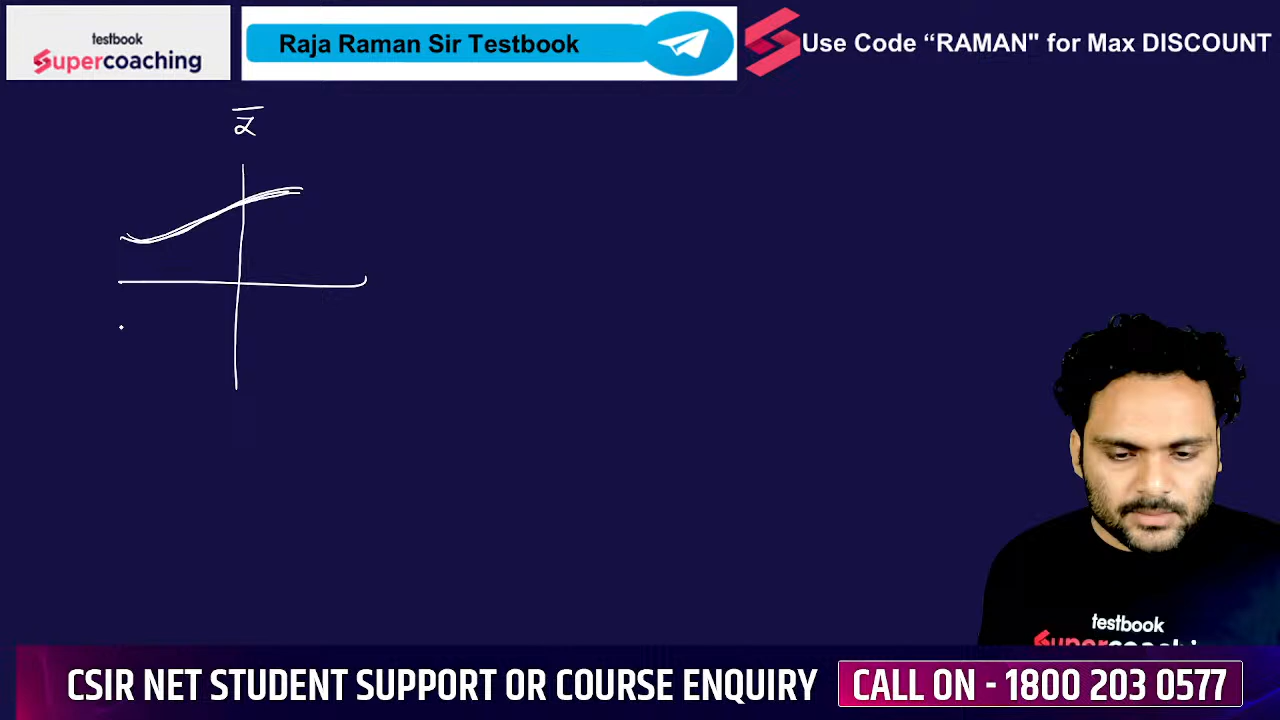 testbook
Supercoaching
Raja Raman Sir Testbook
Use Code “RAMAN" for Max DISCOUNT
z̅
testbook
Supercoachi
CSIR NET STUDENT SUPPORT OR COURSE ENQUIRY
CALL ON - 1800 203 0577